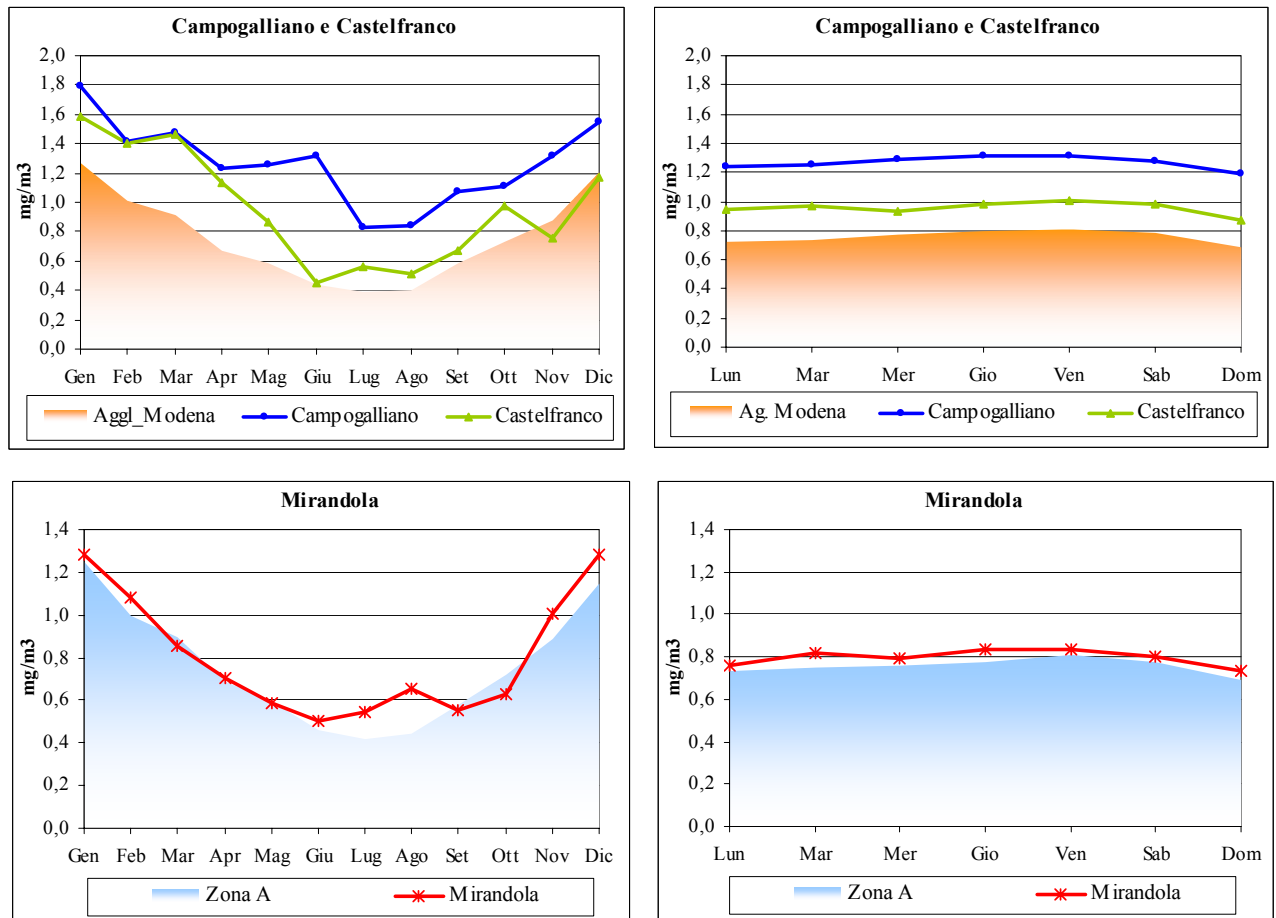 Campogalliano e Castelfranco
2,0
1,8
1,6
1,4
1,2
1,0
0,8
0,6
0,4
0,2
0,0
mg/m3
Gen Feb Mar Apr Mag Giu Lug Ago Set Ott Nov Dic
Aggl_Modena Campogalliano Castelfranco
Campogalliano e Castelfranco
2,0
1,8
1,6
1,4
1,2
1,0
0,8
0,6
0,4
0,2
0,0
mg/m3
Lun Mar Mer Gio Ven Sab Dom
Ag. Modena Campogalliano Castelfranco
Mirandola
1,4
1,2
1,0
0,8
0,6
0,4
0,2
0,0
mg/m3
Gen Feb Mar Apr Mag Giu Lug Ago Set Ott Nov Dic
Zona A Mirandola
Mirandola
1,4
1,2
1,0
0,8
0,6
0,4
0,2
0,0
mg/m3
Lun Mar Mer Gio Ven Sab Dom
Zona A Mirandola